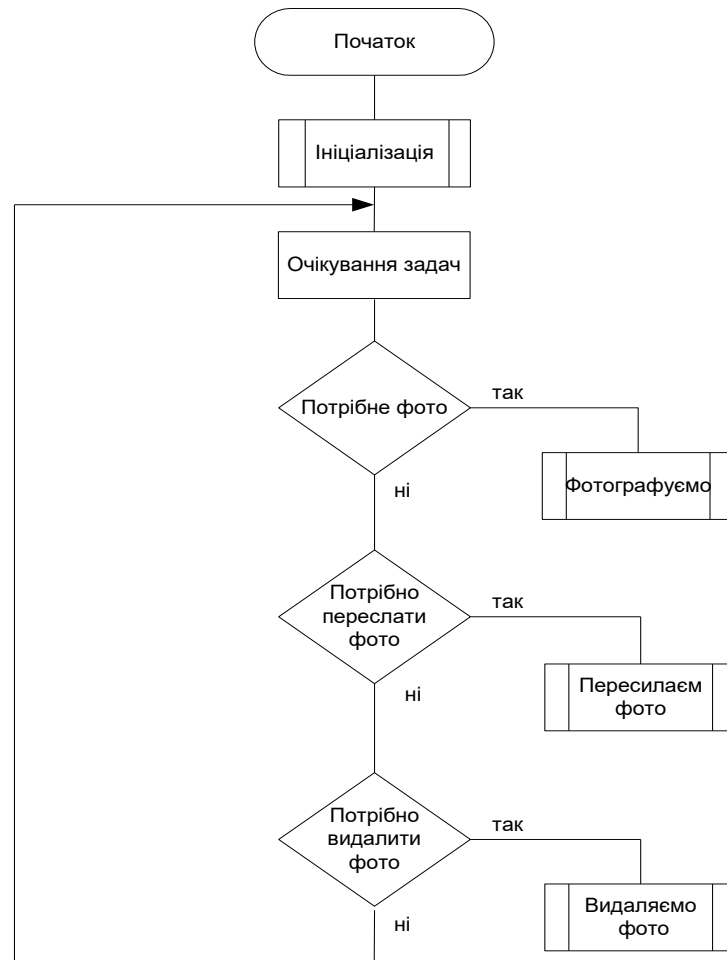 Початок
Ініціалізація
Очікування задач
Потрібне фото
так
Фотографуємо
ні
Потрібно
переслати
фото
так
Пересилаєм
фото
ні
Потрібно
видалити
фото
так
Видаляємо
фото
ні